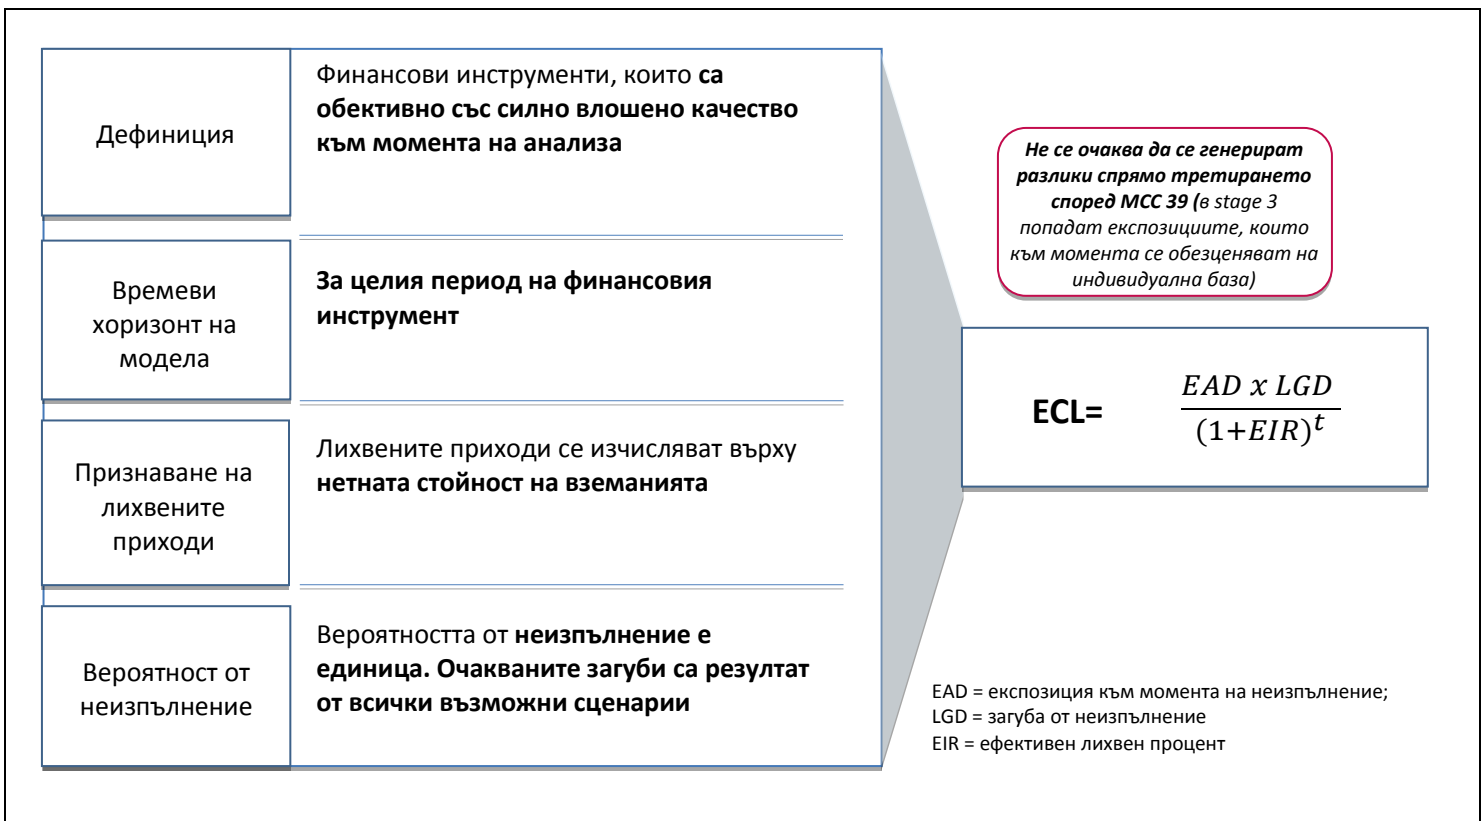 Дефиниция
Финансови инструменти, които са
обективно със силно влошено качество
към момента на анализа
Времеви
хоризонт на
модела
За целия период на финансовия
инструмент
Признаване на
лихвените
приходи
Лихвените приходи се изчисляват върху
нетната стойност на вземанията
Вероятност от
неизпълнение
Вероятността от неизпълнение е
единица. Очакваните загуби са резултат
от всички възможни сценарии
Не се очаква да се генерират
разлики спрямо третирането
според МСС 39 (в stage 3
попадат експозициите, които
към момента се обезценяват на
индивидуална база)
ECL=
EAD x LGD
(1+EIR)^t
EAD = експозиция към момента на неизпълнение;
LGD = загуба от неизпълнение
EIR = ефективен лихвен процент